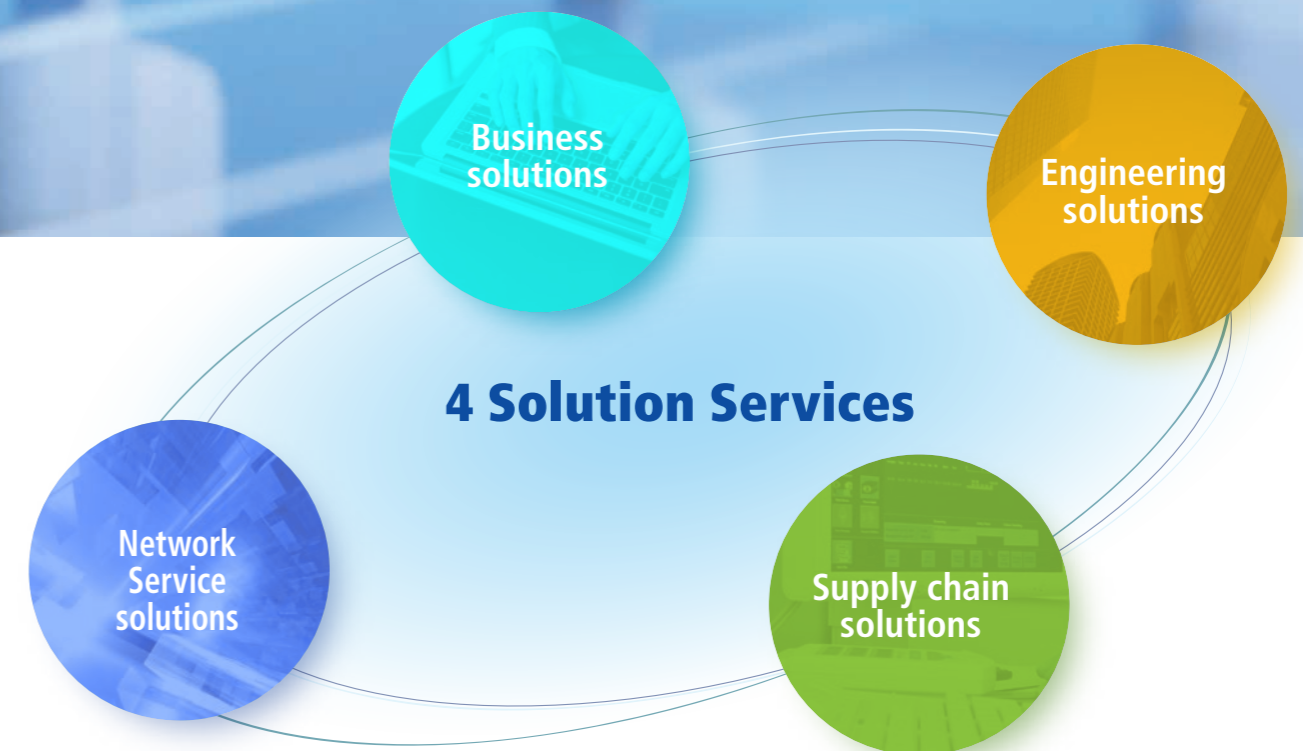 Business
solutions
Engineering
solutions
4 Solution Services
Network
Service
solutions
Supply chain
solutions